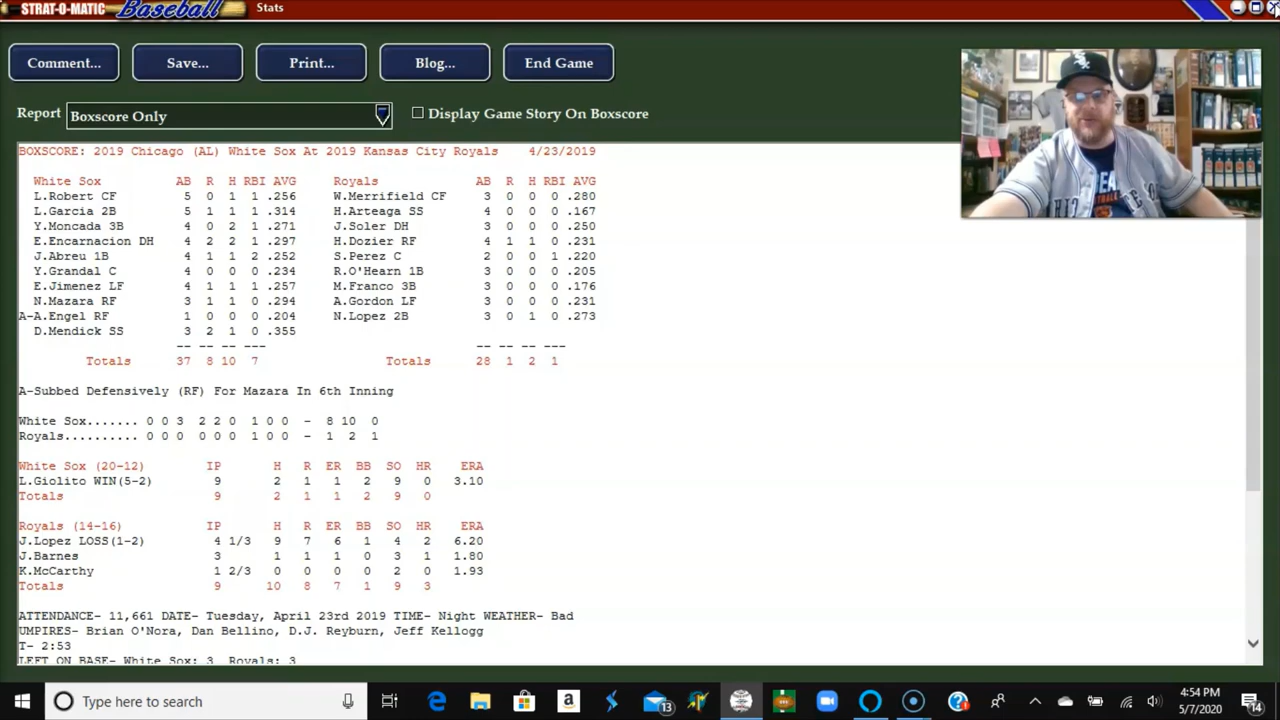 STRAT-O-MATIC Baseball Stats
Comment... Save... Print... Blog... End Game
Report Boxscore Only Display Game Story On Boxscore
BOXSCORE: 2019 Chicago (AL) White Sox At 2019 Kansas City Royals 4/23/2019
White Sox AB R H RBI AVG Royals AB R H RBI AVG
L.Robert CF 5 0 1 1 .256 W.Merrifield CF 3 0 0 0 .280
L.Garcia 2B 5 1 1 1 .314 H.Arteaga SS 4 0 0 0 .167
Y.Moncada 3B 4 0 2 1 .271 J.Soler DH 3 0 0 0 .250
E.Encarnacion DH 4 2 2 1 .297 H.Dozier RF 4 1 1 0 .231
J.Abreu 1B 4 1 1 2 .252 S.Perez C 2 0 0 1 .220
Y.Grandal C 4 0 0 0 .234 R.O'Hearn 1B 3 0 0 0 .205
E.Jimenez LF 4 1 1 1 .257 M.Franco 3B 3 0 0 0 .176
N.Mazara RF 3 1 1 0 .294 A.Gordon LF 3 0 0 0 .231
A-A.Engel RF 1 0 0 0 .204 N.Lopez 2B 3 0 1 0 .273
D.Mendick SS 3 2 1 0 .355
-- -- -- --- -- -- -- ---
Totals 37 8 10 7 Totals 28 1 2 1
A-Subbed Defensively (RF) For Mazara In 6th Inning
White Sox....... 0 0 3 2 2 0 1 0 0 - 8 10 0
Royals.......... 0 0 0 0 0 0 1 0 0 - 1 2 1
White Sox (20-12) IP H R ER BB SO HR ERA
L.Giolito WIN(5-2) 9 2 1 1 2 9 0 3.10
Totals 9 2 1 1 2 9 0
Royals (14-16) IP H R ER BB SO HR ERA
J.Lopez LOSS(1-2) 4 1/3 9 7 6 1 4 2 6.20
J.Barnes 3 1 1 1 0 3 1 1.80
K.McCarthy 1 2/3 0 0 0 0 2 0 1.93
Totals 9 10 8 7 1 9 3
ATTENDANCE- 11,661 DATE- Tuesday, April 23rd 2019 TIME- Night WEATHER- Bad
UMPIRES- Brian O'Nora, Dan Bellino, D.J. Reyburn, Jeff Kellogg
T- 2:53
LEFT ON BASE- White Sox: 3 Royals: 3
Type here to search
13
4:54 PM
5/7/2020
14